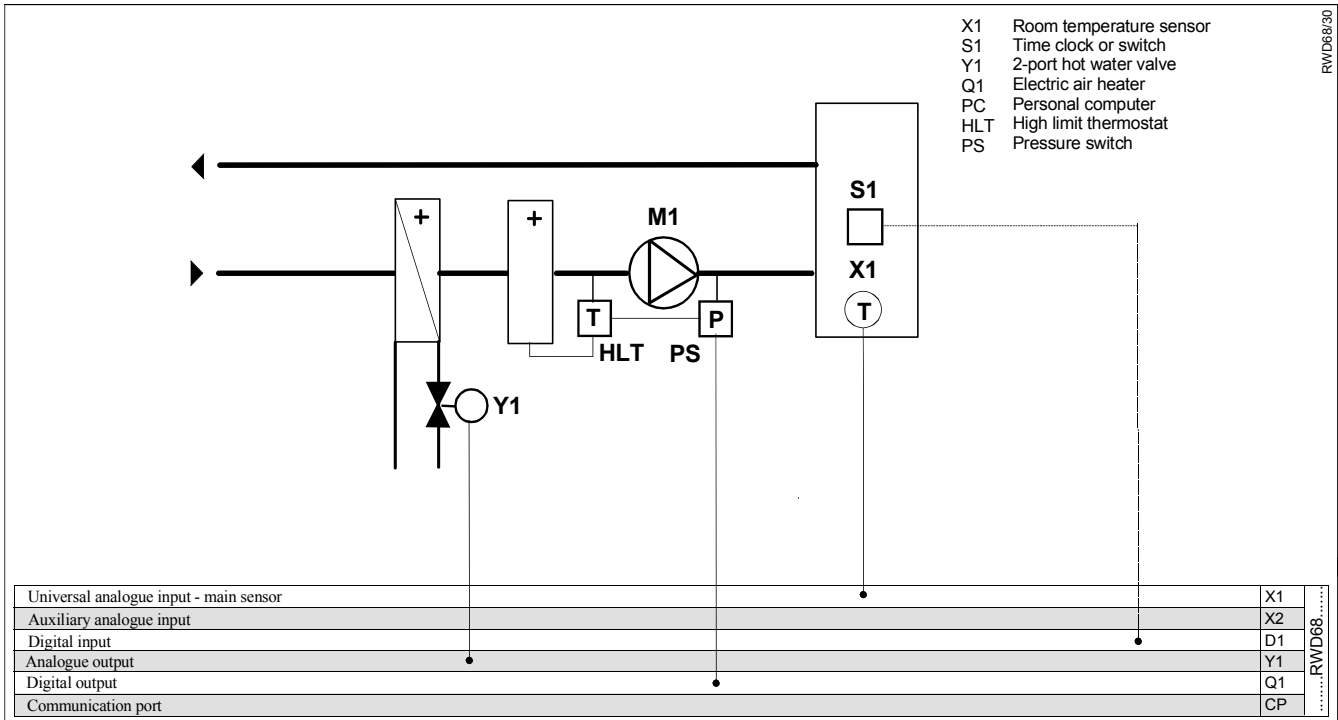 X1 Room temperature sensor
S1 Time clock or switch
Y1 2-port hot water valve
Q1 Electric air heater
PC Personal computer
HLT High limit thermostat
PS Pressure switch
RWD68/30
S1
+
+
M1
X1
T
T
P
HLT
PS
Y1
Universal analogue input - main sensor X1
Auxiliary analogue input X2
Digital input D1
Analogue output Y1
Digital output Q1
Communication port CP
.......RWD68.......